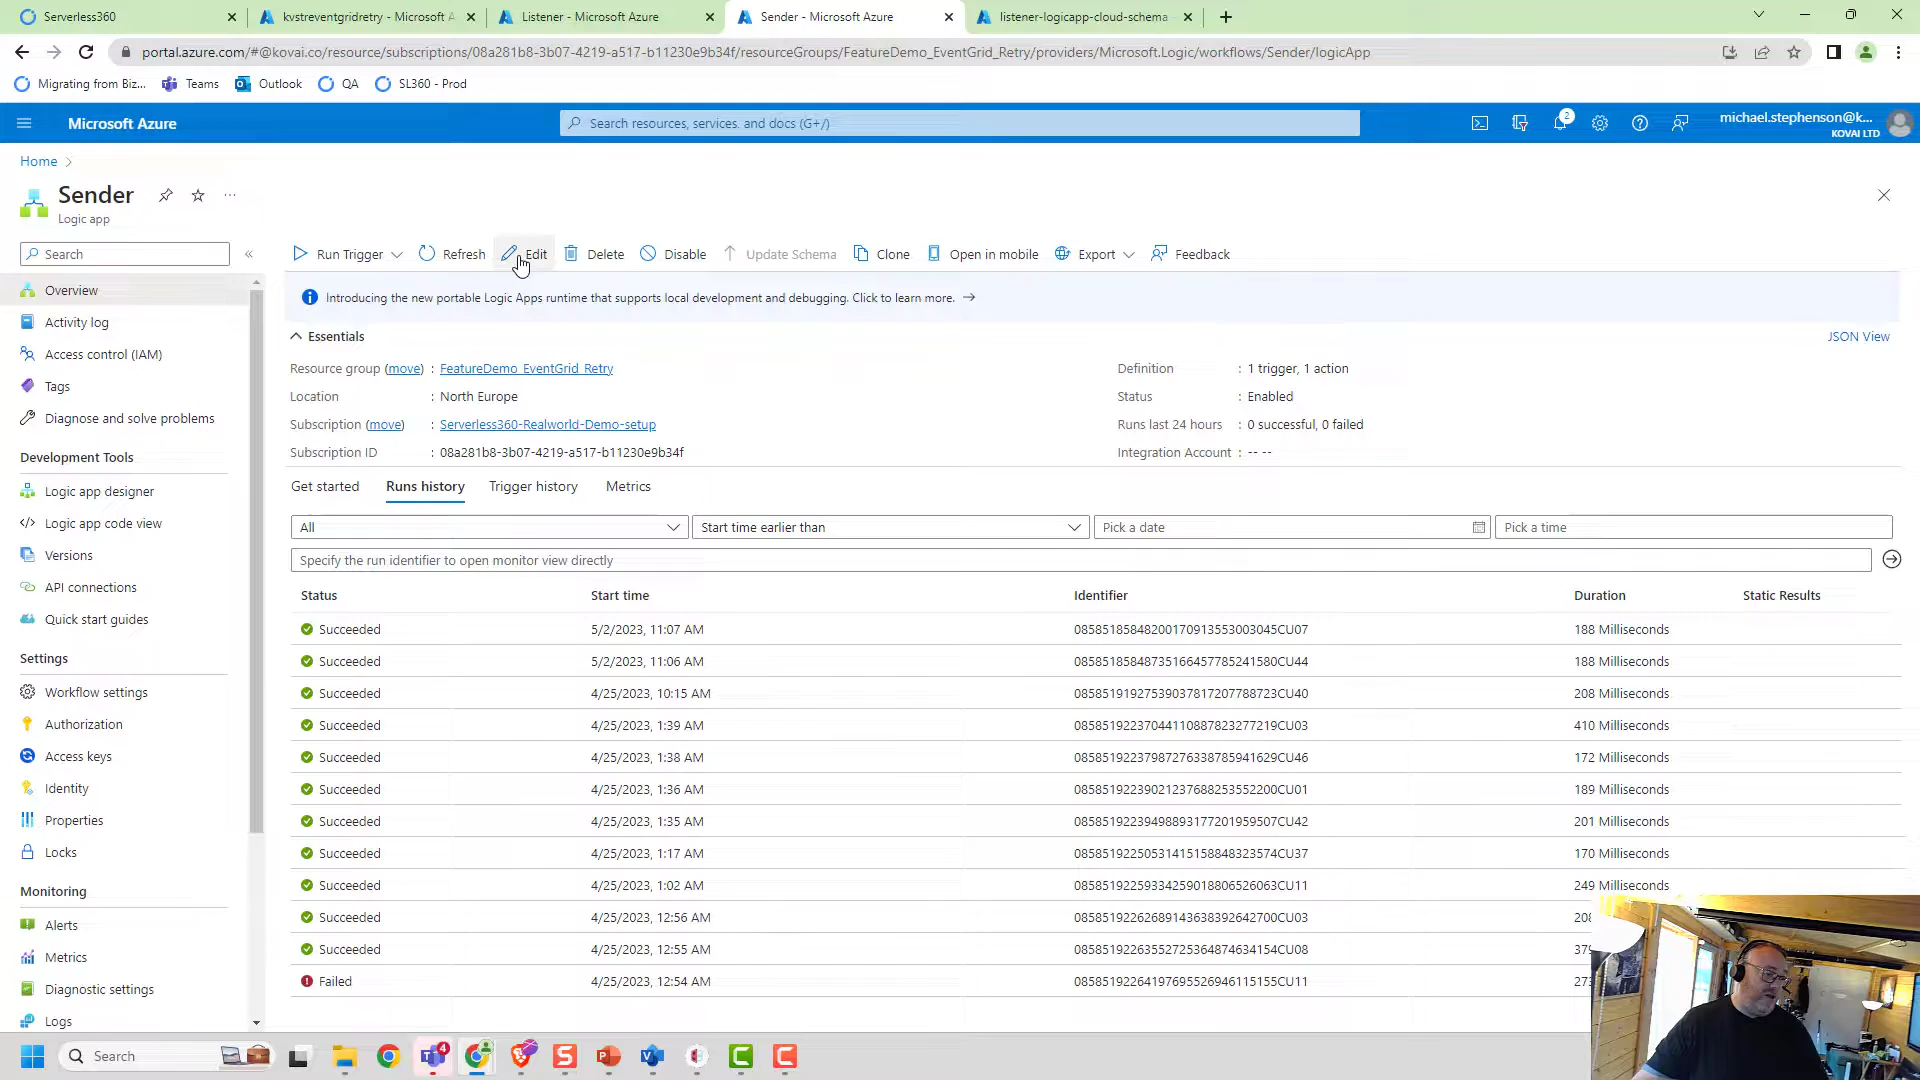 Serverless360
kvstreventgridretry - Microsoft A
Listener - Microsoft Azure
Sender - Microsoft Azure
listener-logicapp-cloud-schema
portal.azure.com/#@kovai.co/resource/subscriptions/08a281b8-3b07-4219-a517-b11230e9b34f/resourceGroups/FeatureDemo_EventGrid_Retry/providers/Microsoft.Logic/workflows/Sender/logicApp
Migrating from Biz...
Teams
Outlook
QA
SL360 - Prod
Microsoft Azure
Search resources, services, and docs (G+/)
2
michael.stephenson@k...
KOVAI LTD
Home
Sender
Logic app
Search
Run Trigger
Refresh
Edit
Delete
Disable
Update Schema
Clone
Open in mobile
Export
Feedback
Overview
Activity log
Access control (IAM)
Tags
Diagnose and solve problems
Development Tools
Logic app designer
Logic app code view
Versions
API connections
Quick start guides
Settings
Workflow settings
Authorization
Access keys
Identity
Properties
Locks
Monitoring
Alerts
Metrics
Diagnostic settings
Logs
Introducing the new portable Logic Apps runtime that supports local development and debugging. Click to learn more. →
Essentials
JSON View
Resource group (move) : FeatureDemo_EventGrid_Retry
Location : North Europe
Subscription (move) : Serverless360-Realworld-Demo-setup
Subscription ID : 08a281b8-3b07-4219-a517-b11230e9b34f
Definition : 1 trigger, 1 action
Status : Enabled
Runs last 24 hours : 0 successful, 0 failed
Integration Account : -- --
Get started Runs history Trigger history Metrics
All
Start time earlier than
Pick a date
Pick a time
Specify the run identifier to open monitor view directly
Status Start time Identifier Duration Static Results
Succeeded 5/2/2023, 11:07 AM 08585185848200170913553003045CU07 188 Milliseconds
Succeeded 5/2/2023, 11:06 AM 08585185848735166457785241580CU44 188 Milliseconds
Succeeded 4/25/2023, 10:15 AM 08585191927539037817207788723CU40 208 Milliseconds
Succeeded 4/25/2023, 1:39 AM 08585192237044110887823277219CU03 410 Milliseconds
Succeeded 4/25/2023, 1:38 AM 08585192237987276338785941629CU46 172 Milliseconds
Succeeded 4/25/2023, 1:36 AM 08585192239021237688253552200CU01 189 Milliseconds
Succeeded 4/25/2023, 1:35 AM 08585192239498893177201959507CU42 201 Milliseconds
Succeeded 4/25/2023, 1:17 AM 08585192250531415158848323574CU37 170 Milliseconds
Succeeded 4/25/2023, 1:02 AM 08585192259334259018806526063CU11 249 Milliseconds
Succeeded 4/25/2023, 12:56 AM 08585192262689143638392642700CU03
Succeeded 4/25/2023, 12:55 AM 08585192263552725364874634154CU08
Failed 4/25/2023, 12:54 AM 08585192264197695526946115155CU11
Search
4